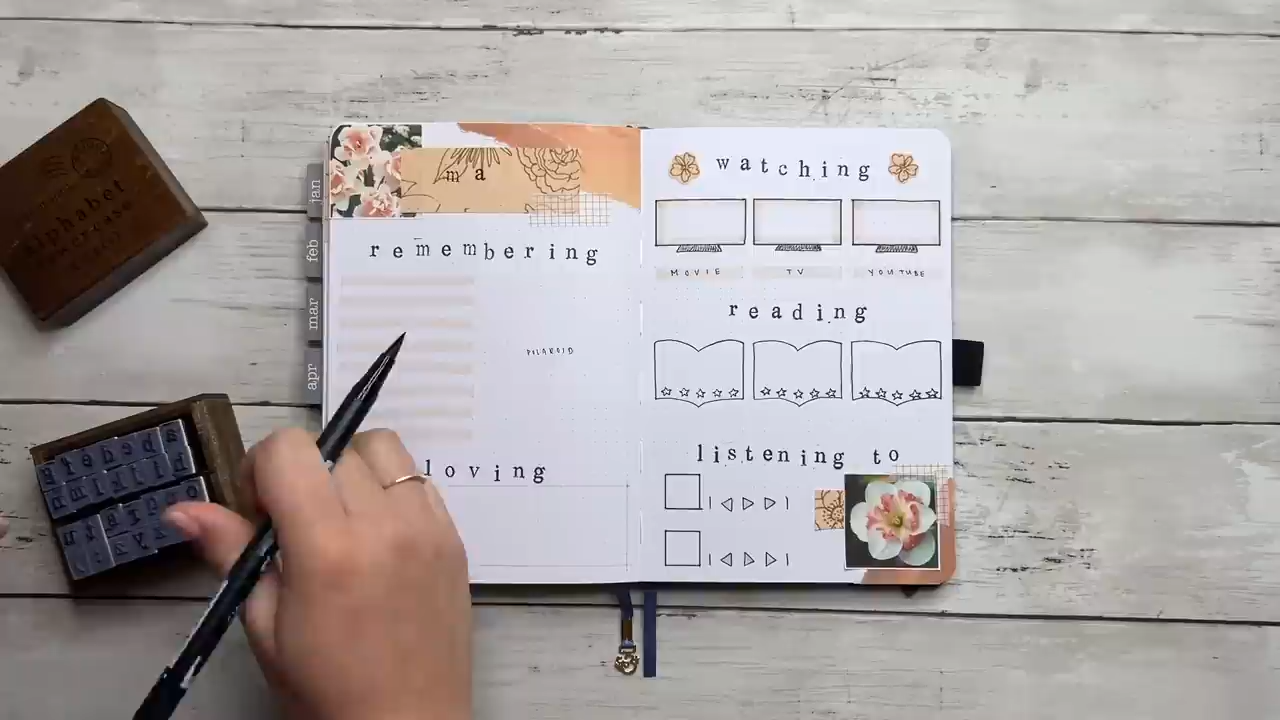 Alphabet
jan
feb
mar
apr
ma
remembering
POLAROID
loving
watching
MOVIE TV YOUTUBE
reading
listening to